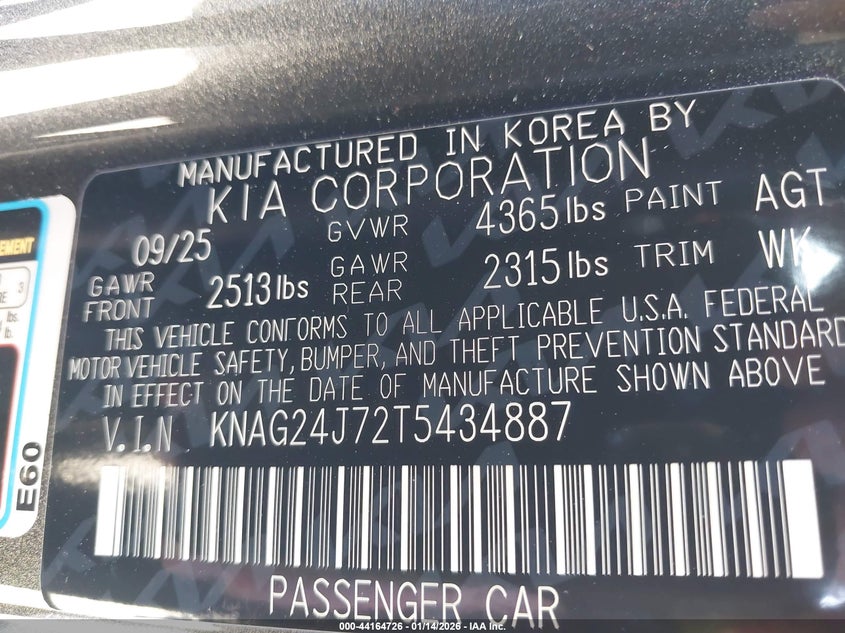 MANUFACTURED IN KOREA BY
KIA CORPORATION
09/25 GVWR 4365 lbs PAINT AGT
GAWR FRONT 2513 lbs GAWR REAR 2315 lbs TRIM WK
THIS VEHICLE CONFORMS TO ALL APPLICABLE U.S.A. FEDERAL
MOTOR VEHICLE SAFETY, BUMPER, AND THEFT PREVENTION STANDARD
IN EFFECT ON THE DATE OF MANUFACTURE SHOWN ABOVE
V.I.N KNAG24J72T5434887
PASSENGER CAR
E60
lbs.
lb.
3
000-44164726 - 01/14/2026 - IAA Inc.